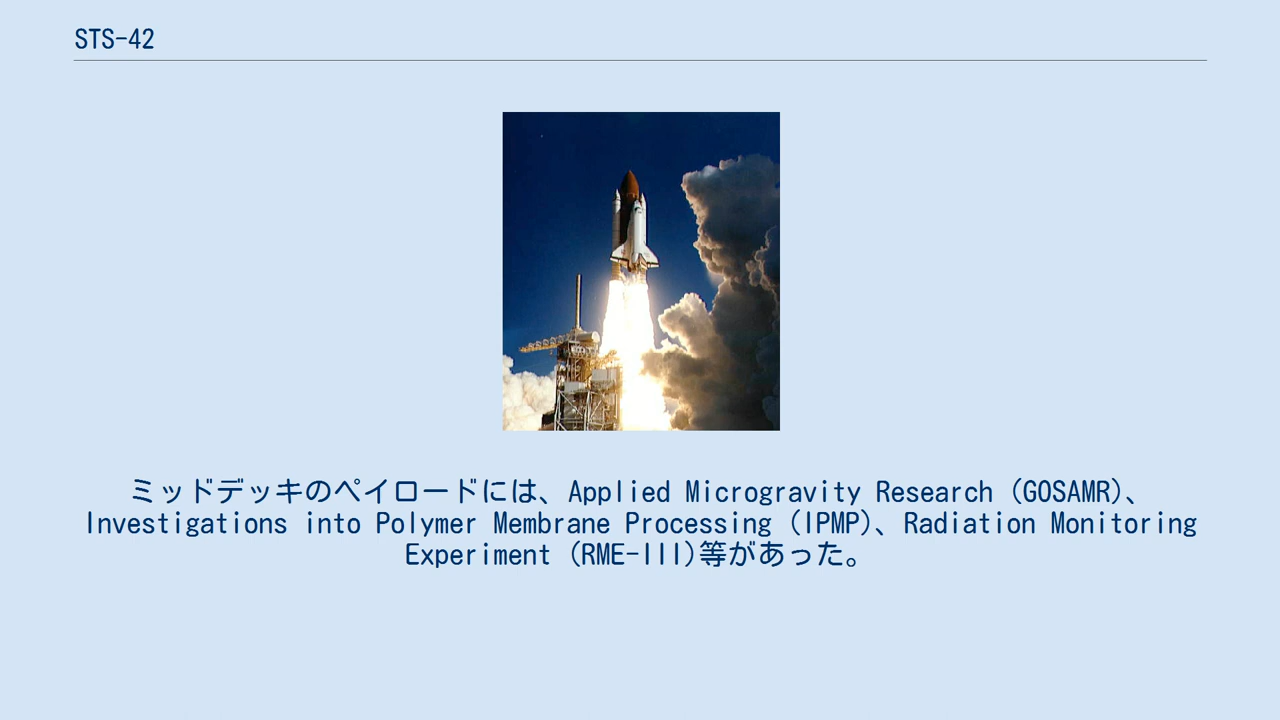 STS-42
ミッドデッキのペイロードには、Applied Microgravity Research (GOSAMR)、
Investigations into Polymer Membrane Processing (IPMP)、Radiation Monitoring
Experiment (RME-III)等があった。